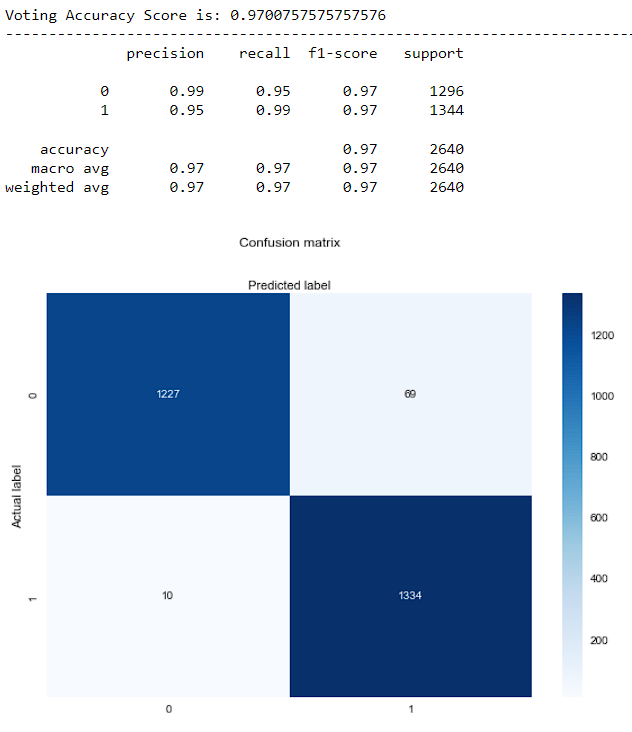 Voting Accuracy Score is: 0.9700757575757576
--------------------------------------------------------------------------------
precision recall f1-score support
0 0.99 0.95 0.97 1296
1 0.95 0.99 0.97 1344
accuracy 0.97 2640
macro avg 0.97 0.97 0.97 2640
weighted avg 0.97 0.97 0.97 2640
Confusion matrix
Predicted label
1200
1000
800
600
400
200
Actual label
0
1
1227 69
10 1334
0 1